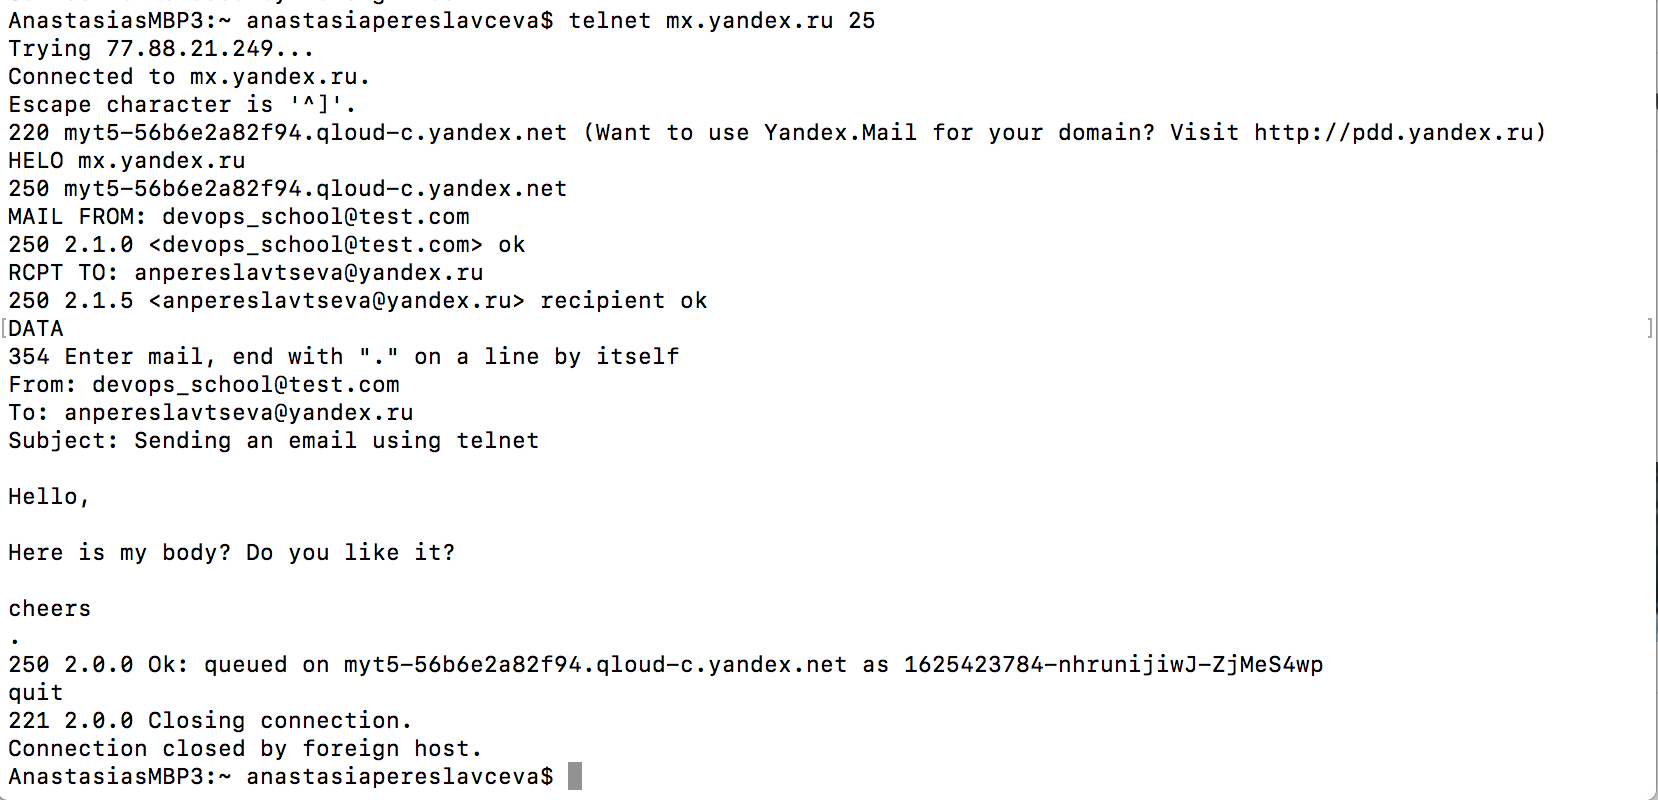 AnastasiasMBP3:~ anastasiapereslavceva$ telnet mx.yandex.ru 25
Trying 77.88.21.249...
Connected to mx.yandex.ru.
Escape character is '^]'.
220 myt5-56b6e2a82f94.qloud-c.yandex.net (Want to use Yandex.Mail for your domain? Visit http://pdd.yandex.ru)
HELO mx.yandex.ru
250 myt5-56b6e2a82f94.qloud-c.yandex.net
MAIL FROM: devops_school@test.com
250 2.1.0 <devops_school@test.com> ok
RCPT TO: anpereslavtseva@yandex.ru
250 2.1.5 <anpereslavtseva@yandex.ru> recipient ok
[DATA ]
354 Enter mail, end with "." on a line by itself
From: devops_school@test.com
To: anpereslavtseva@yandex.ru
Subject: Sending an email using telnet
Hello,
Here is my body? Do you like it?
cheers
.
250 2.0.0 Ok: queued on myt5-56b6e2a82f94.qloud-c.yandex.net as 1625423784-nhrunijiwJ-ZjMeS4wp
quit
221 2.0.0 Closing connection.
Connection closed by foreign host.
AnastasiasMBP3:~ anastasiapereslavceva$